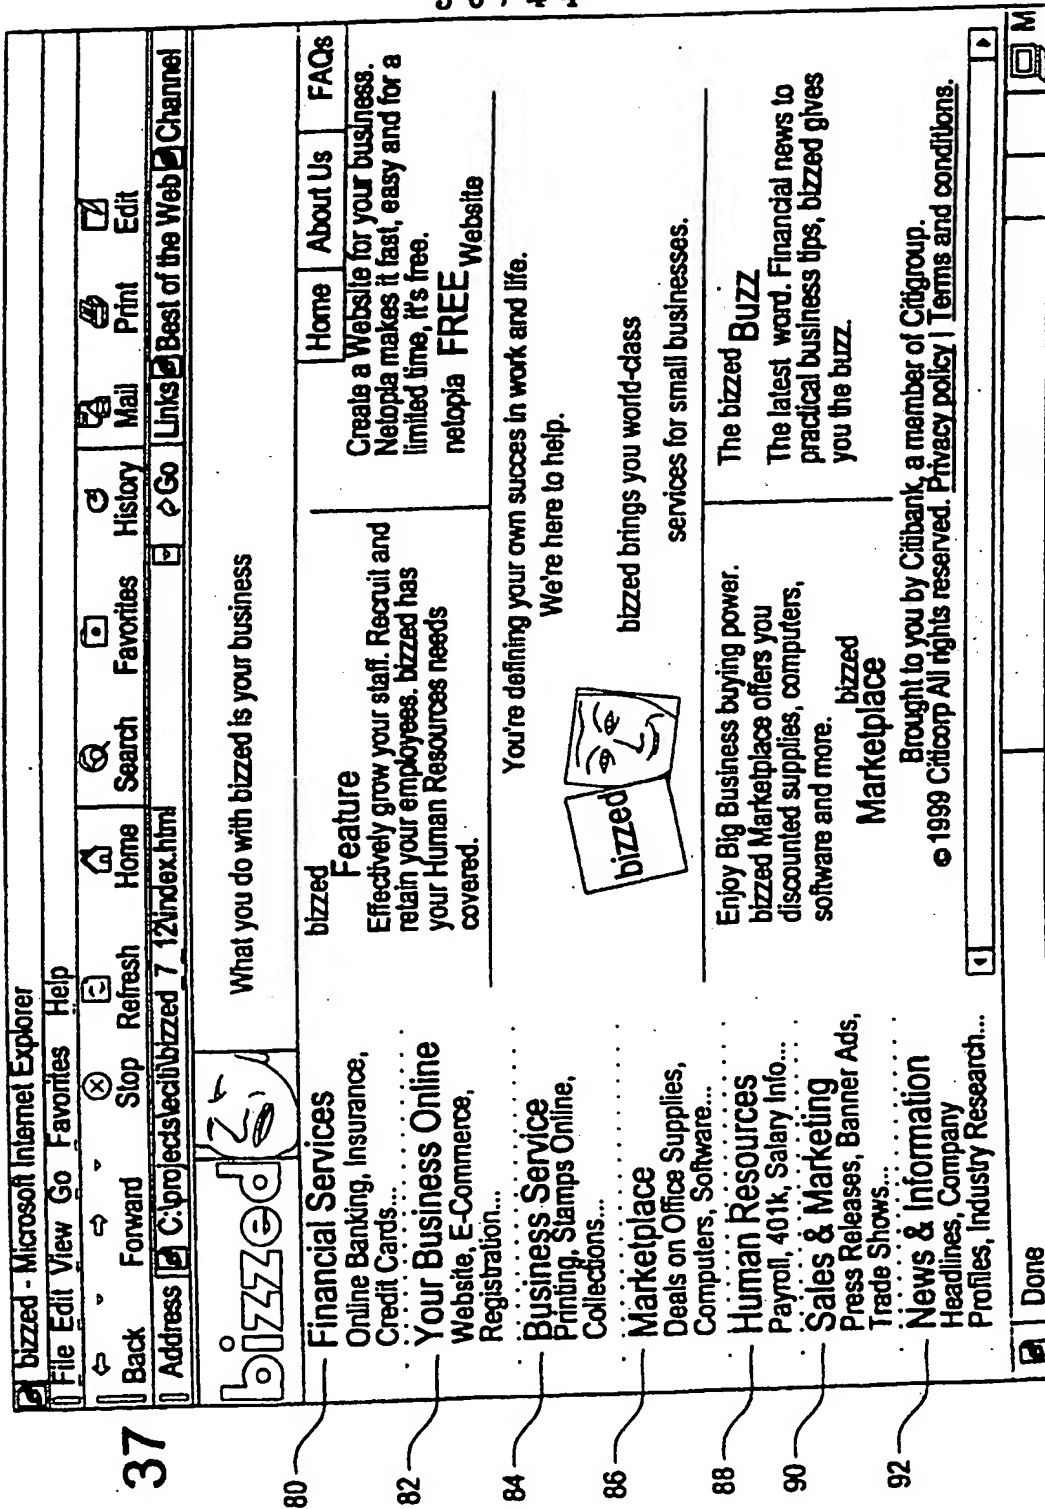 37
bizzed - Microsoft Internet Explorer
File Edit View Go Favorites Help
Back Forward Stop Refresh Home Search Favorites History Mail Print Edit
Address C:\projects\eciti\bizzed_7_12\index.html Go Links Best of the Web Channel
bizzed
What you do with bizzed is your business
Home About Us FAQs
80
Financial Services
Online Banking, Insurance,
Credit Cards...
82
Your Business Online
Website, E-Commerce,
Registration...
84
Business Service
Printing, Stamps Online,
Collections...
86
Marketplace
Deals on Office Supplies,
Computers, Software...
88
Human Resources
Payroll, 401k, Salary Info...
90
Sales & Marketing
Press Releases, Banner Ads,
Trade Shows...
92
News & Information
Headlines, Company
Profiles, Industry Research...
bizzed
Feature
Effectively grow your staff. Recruit and
retain your employees. bizzed has
your Human Resources needs
covered.
Create a Website for your business.
Netopia makes it fast, easy and for a
limited time, it's free.
netopia FREE Website
You're defining your own succes in work and life.
We're here to help.
bizzed
bizzed brings you world-class
services for small businesses.
Enjoy Big Business buying power.
bizzed Marketplace offers you
discounted supplies, computers,
software and more.
bizzed
Marketplace
The bizzed
Buzz
The latest word. Financial news to
practical business tips, bizzed gives
you the buzz.
Brought to you by Citibank, a member of Citigroup.
©1999 Citicorp All rights reserved. Privacy policy | Terms and conditions.
Done
M